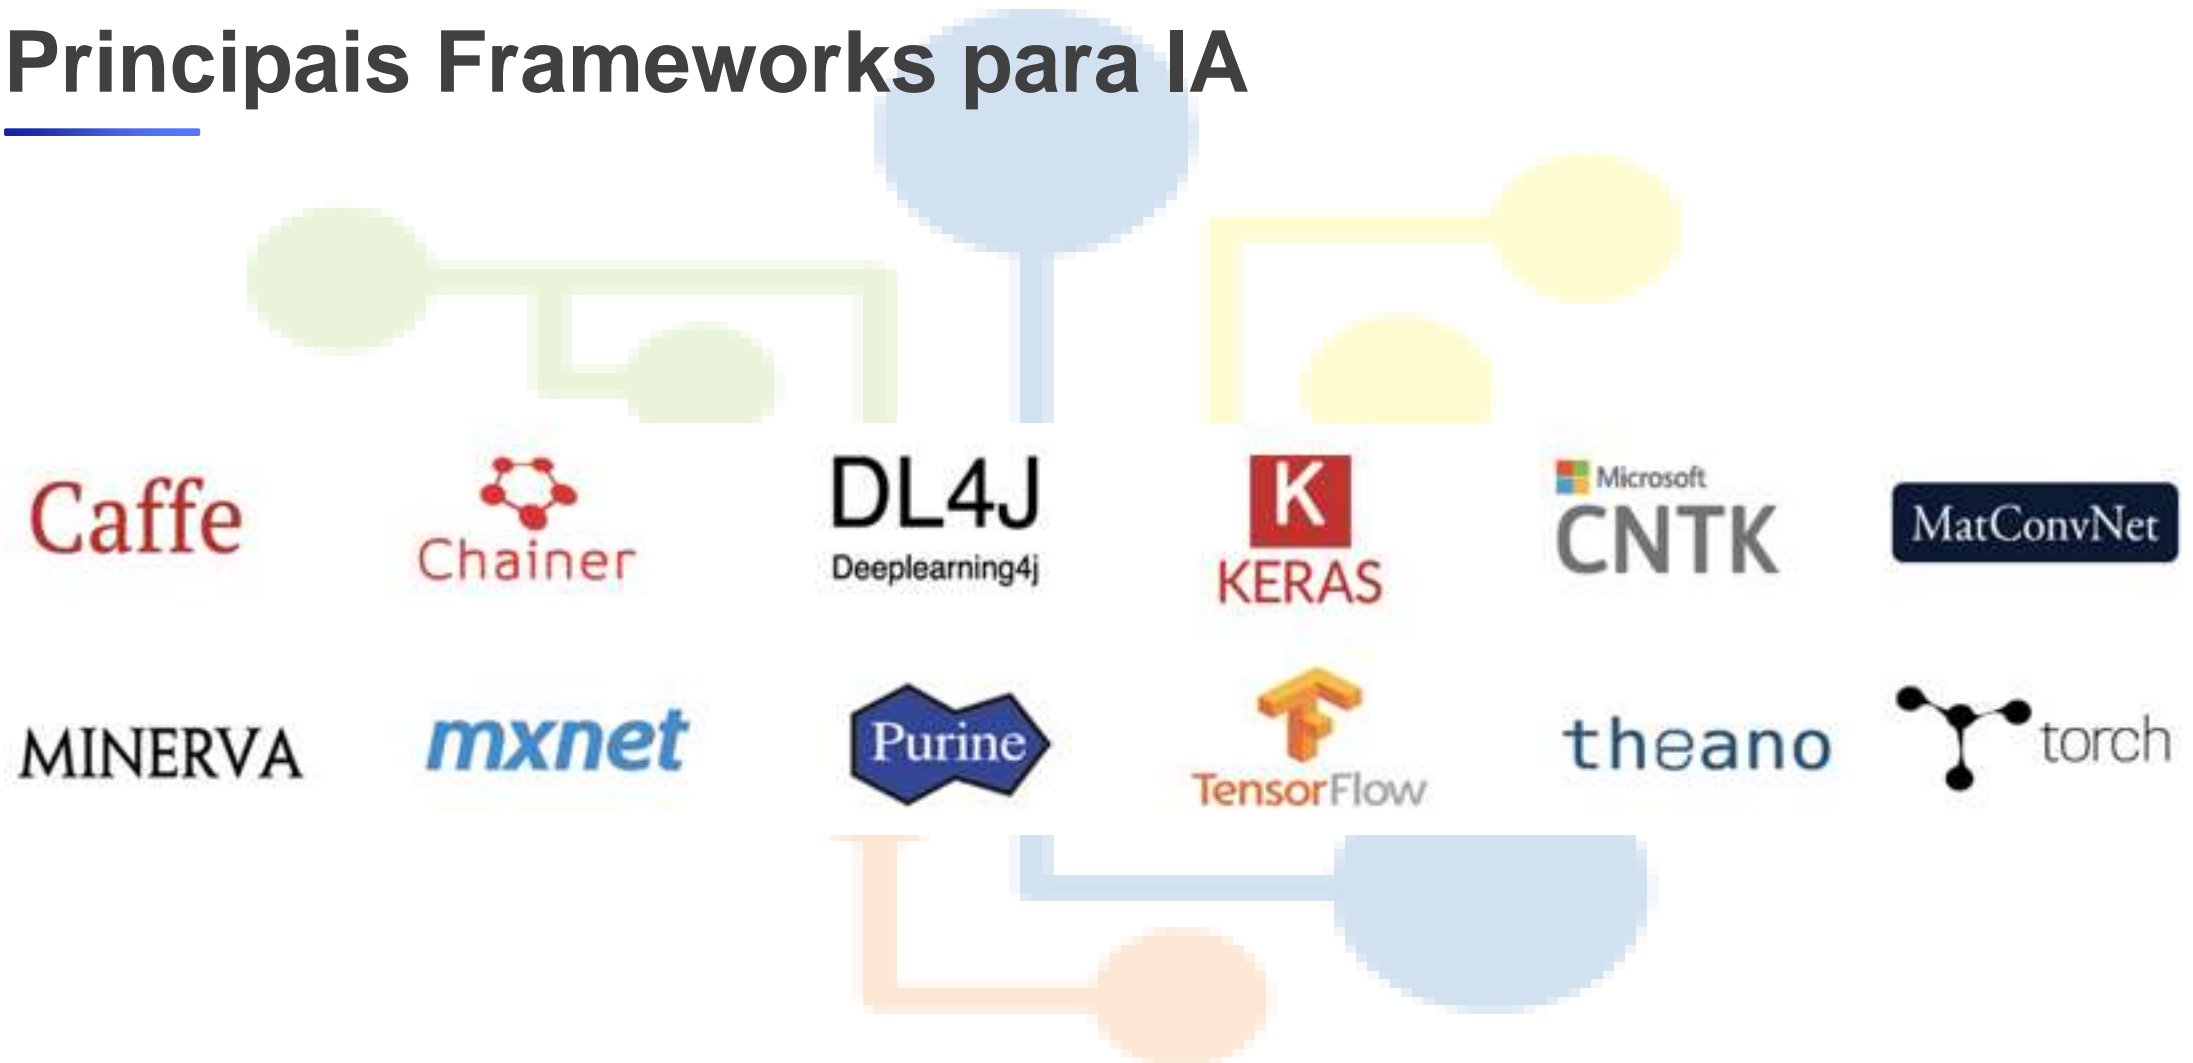 Principais Frameworks para IA
Caffe
Chainer
DL4J
Deeplearning4j
K
KERAS
Microsoft
CNTK
MatConvNet
MINERVA
mxnet
Purine
TensorFlow
theano
torch